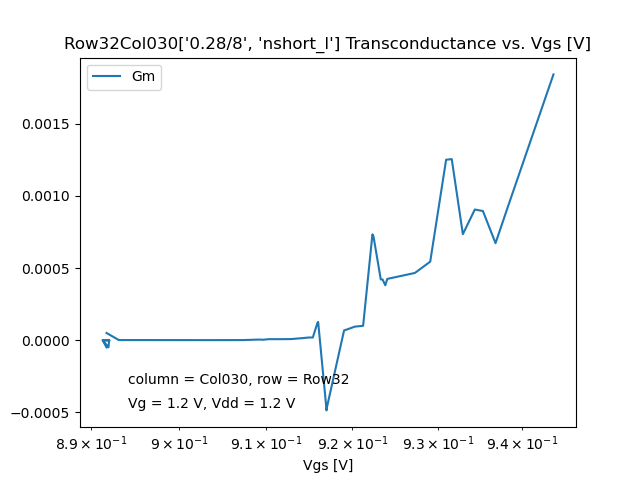 Row32Col030['0.28/8', 'nshort_l'] Transconductance vs. Vgs [V]
Gm
0.0015
0.0010
0.0005
0.0000
−0.0005
column = Col030, row = Row32
Vg = 1.2 V, Vdd = 1.2 V
8.9 × 10⁻¹
9 × 10⁻¹
9.1 × 10⁻¹
9.2 × 10⁻¹
9.3 × 10⁻¹
9.4 × 10⁻¹
Vgs [V]